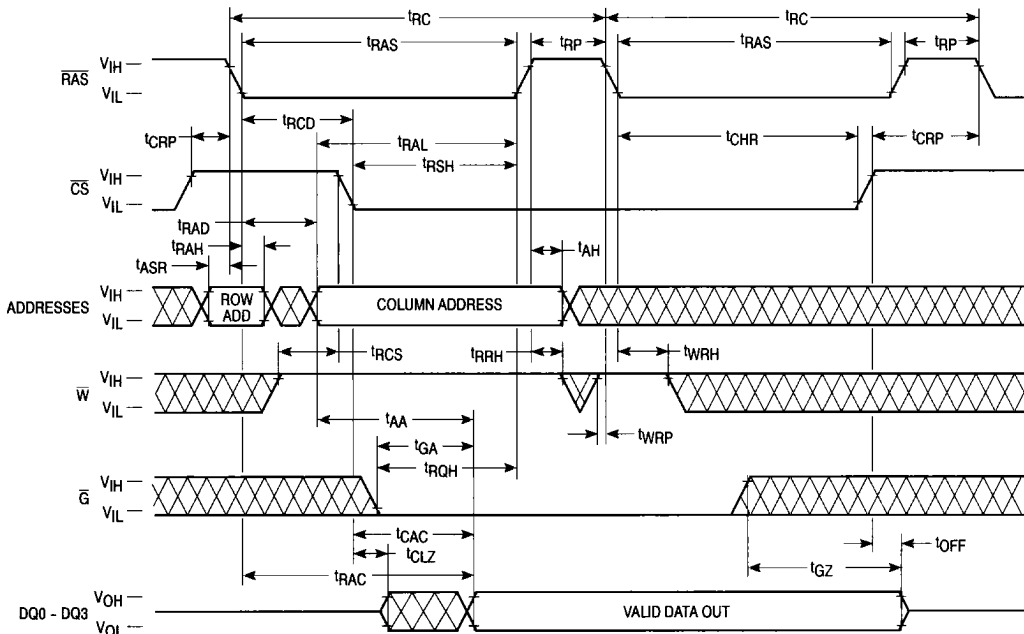 tRC tRC
tRAS tRP tRAS tRP
RAS VIH
VIL
tCRP tRCD tRAL tCHR tCRP
tRSH
CS VIH
VIL
tRAD
tRAH tAH
tASR
ADDRESSES VIH ROW ADD COLUMN ADDRESS
VIL
tRCS tRRH tWRH
W VIH
VIL
tAA tWRP
tGA
tRQH
G VIH
VIL
tCAC
tCLZ tOFF
tRAC tGZ
DQ0 - DQ3 VOH VALID DATA OUT
VOL